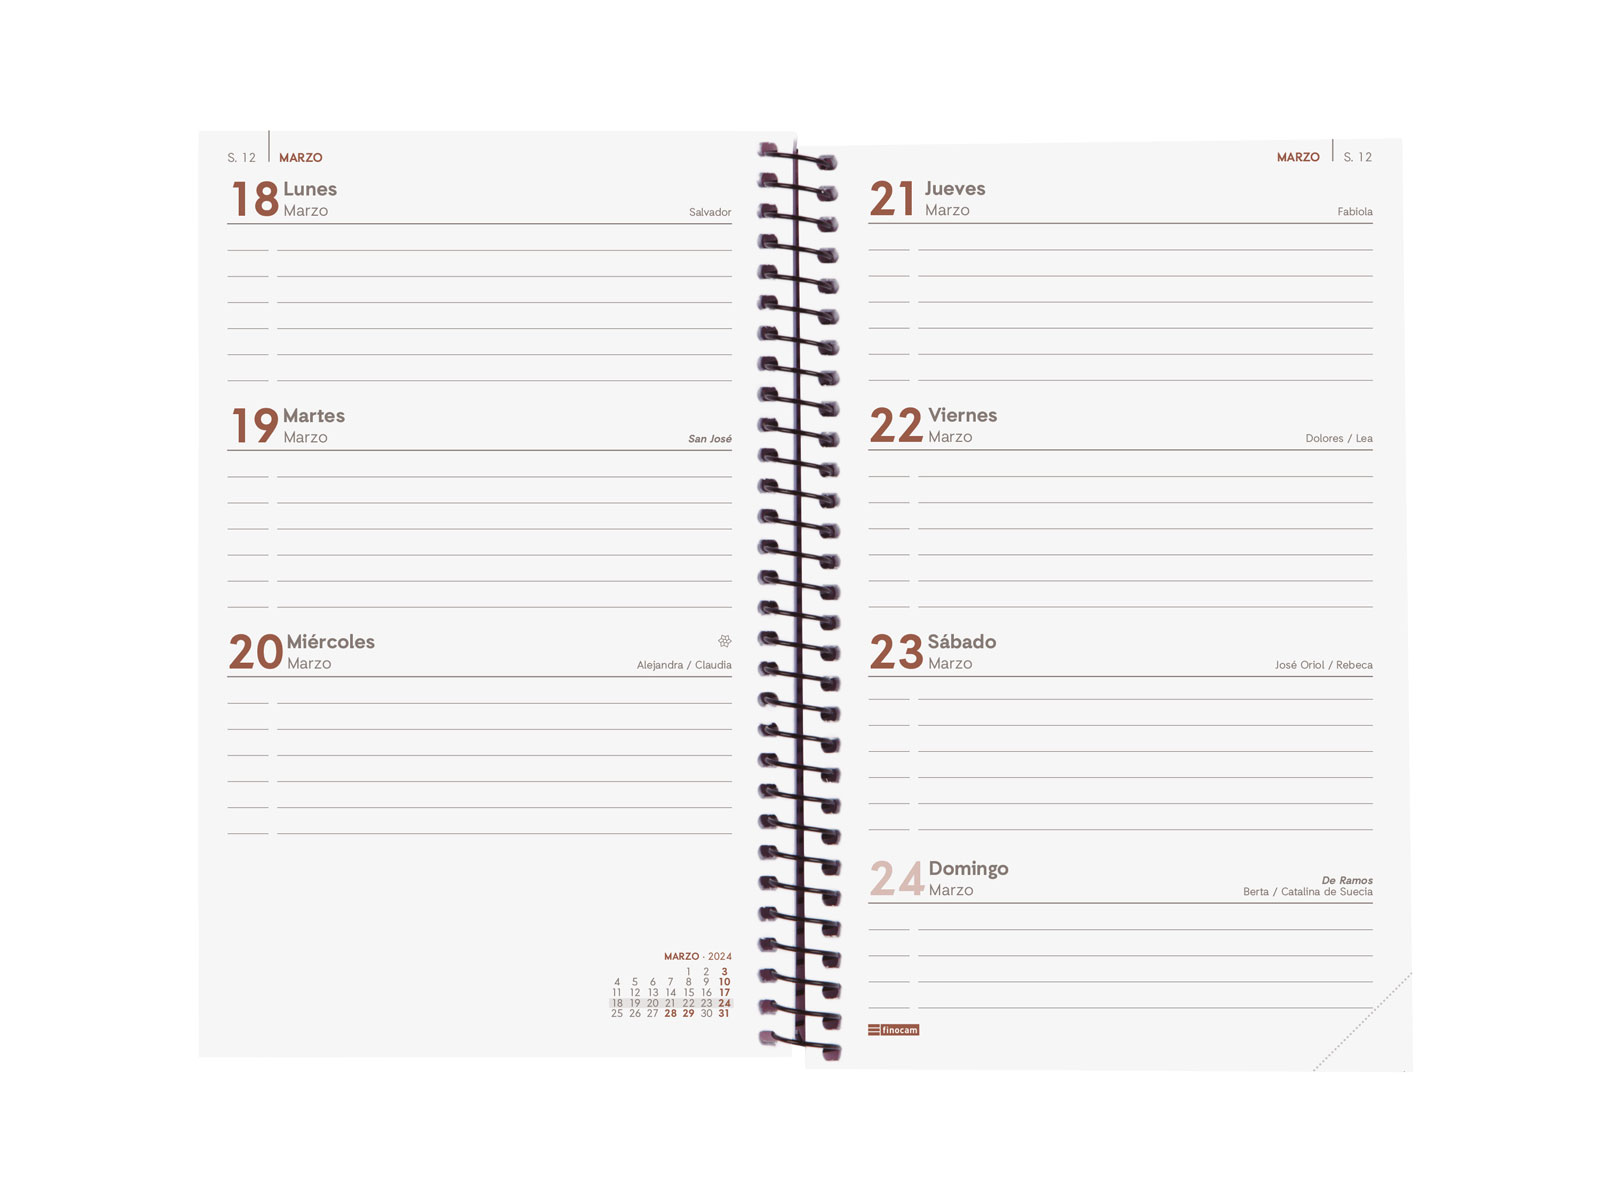 S. 12 MARZO
18 Lunes
Marzo
Salvador
19 Martes
Marzo
San José
20 Miércoles
Marzo
Alejandra / Claudia
MARZO · 2024
1 2 3
4 5 6 7 8 9 10
11 12 13 14 15 16 17
18 19 20 21 22 23 24
25 26 27 28 29 30 31
MARZO S. 12
21 Jueves
Marzo
Fabiola
22 Viernes
Marzo
Dolores / Lea
23 Sábado
Marzo
José Oriol / Rebeca
24 Domingo
Marzo
De Ramos
Berta / Catalina de Suecia
finocam